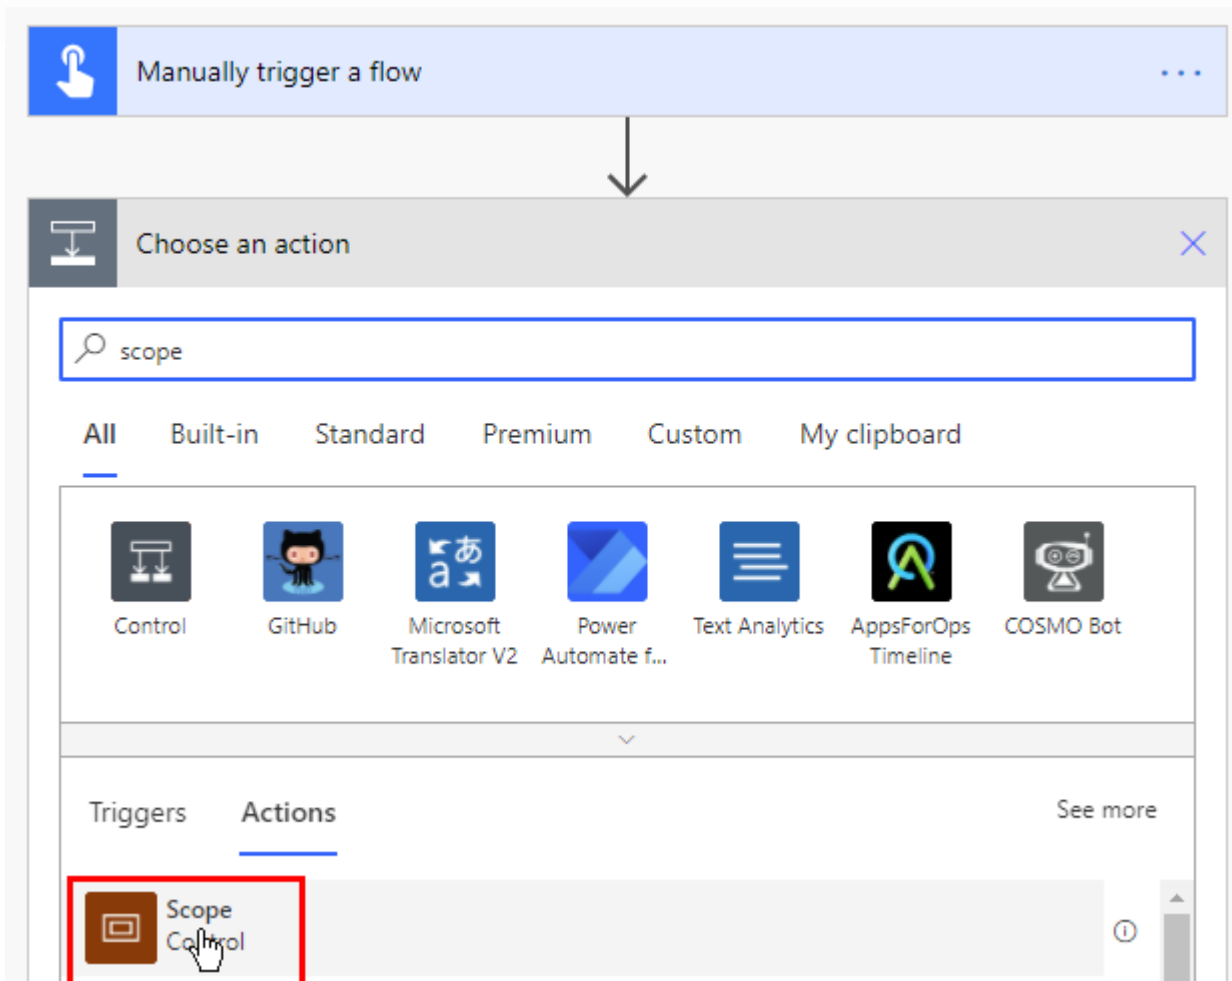 Manually trigger a flow
Choose an action
scope
All Built-in Standard Premium Custom My clipboard
Control GitHub Microsoft Power Text Analytics AppsForOps COSMO Bot
Translator V2 Automate f... Timeline
Triggers Actions See more
Scope
Control